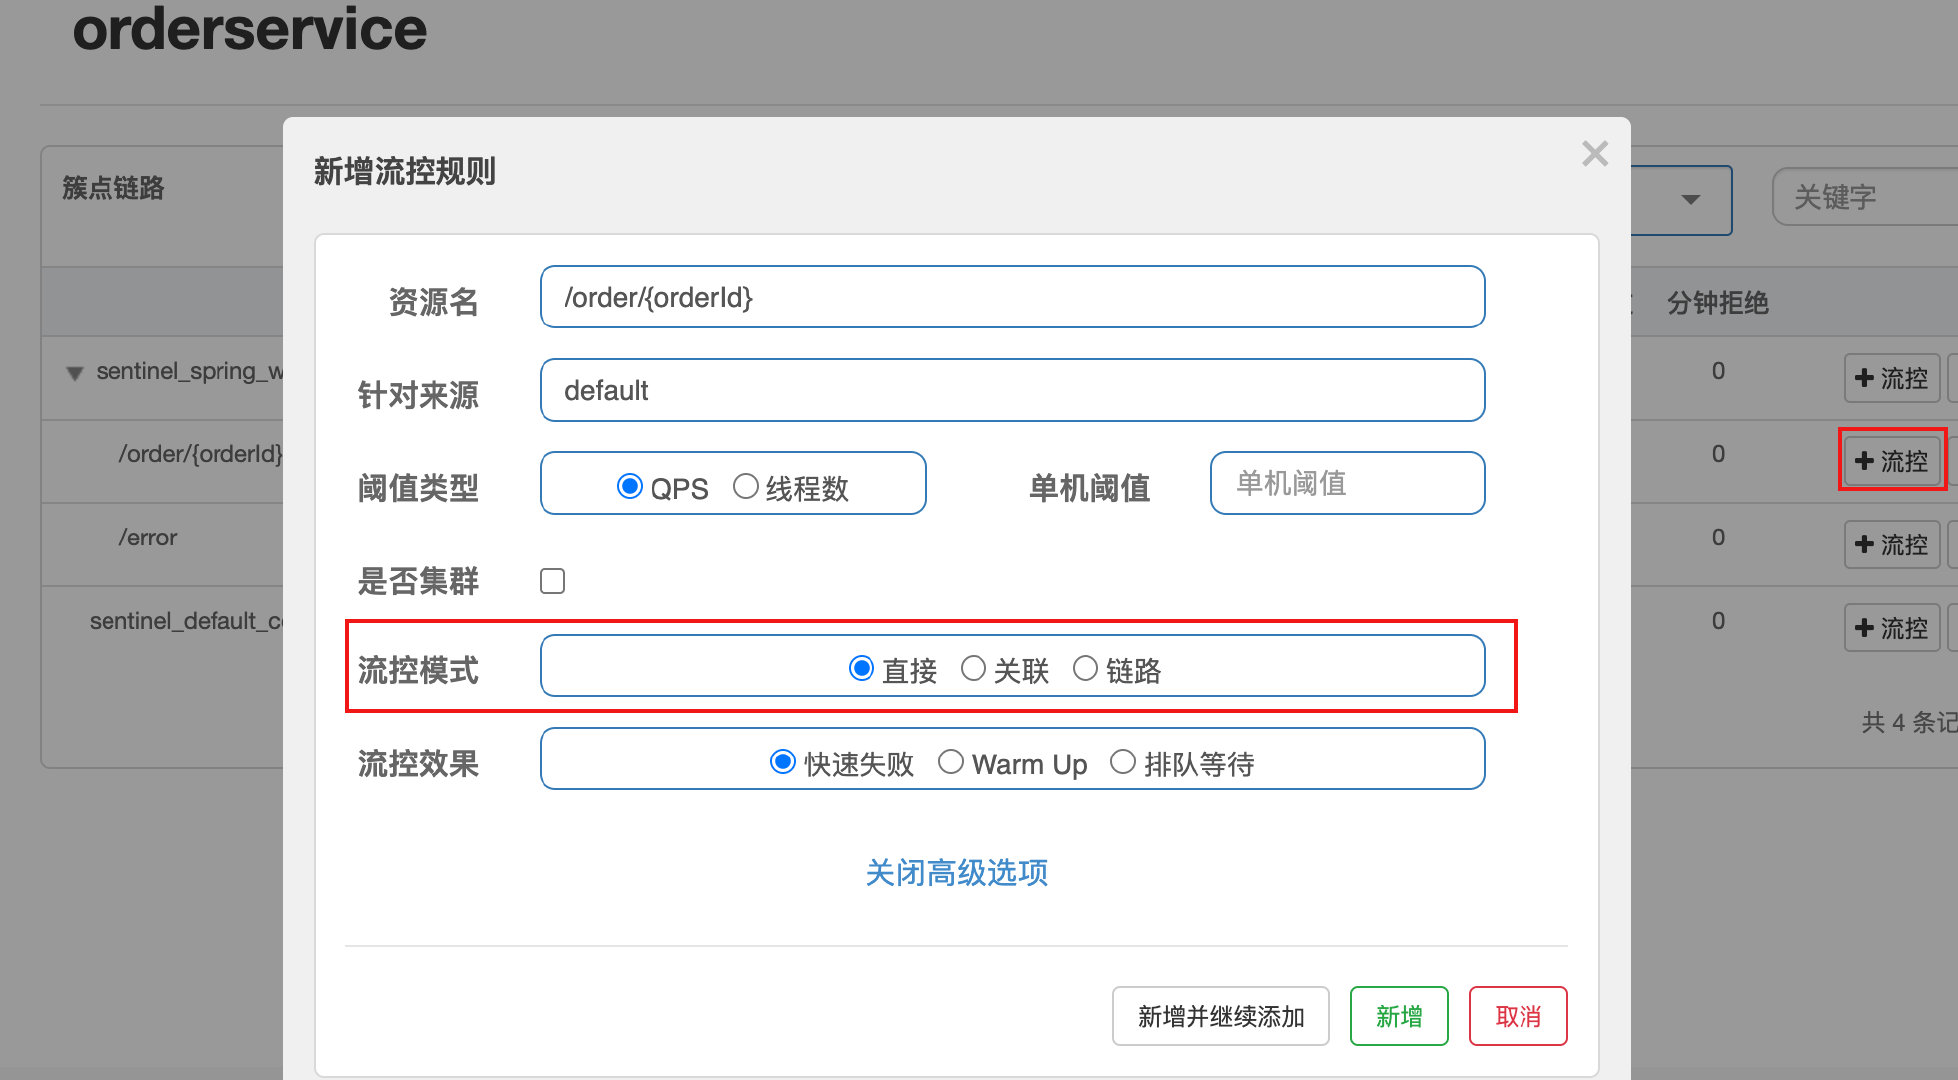 orderservice
簇点链路
关键字
分钟拒绝
sentinel_spring_w
0
流控
/order/{orderId}
0
流控
/error
0
流控
sentinel_default_c
0
流控
共 4 条记
新增流控规则
资源名 /order/{orderId}
针对来源 default
阈值类型 QPS 线程数 单机阈值 单机阈值
是否集群
流控模式 直接 关联 链路
流控效果 快速失败 Warm Up 排队等待
关闭高级选项
新增并继续添加 新增 取消